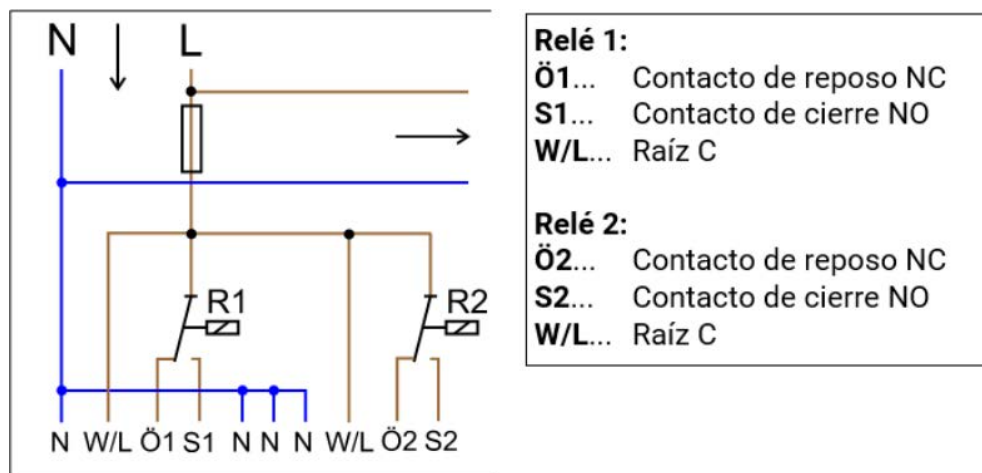 N L
R1 R2
N W/L Ö1 S1 N N N W/L Ö2 S2
Relé 1:
Ö1... Contacto de reposo NC
S1... Contacto de cierre NO
W/L... Raíz C
Relé 2:
Ö2... Contacto de reposo NC
S2... Contacto de cierre NO
W/L... Raíz C